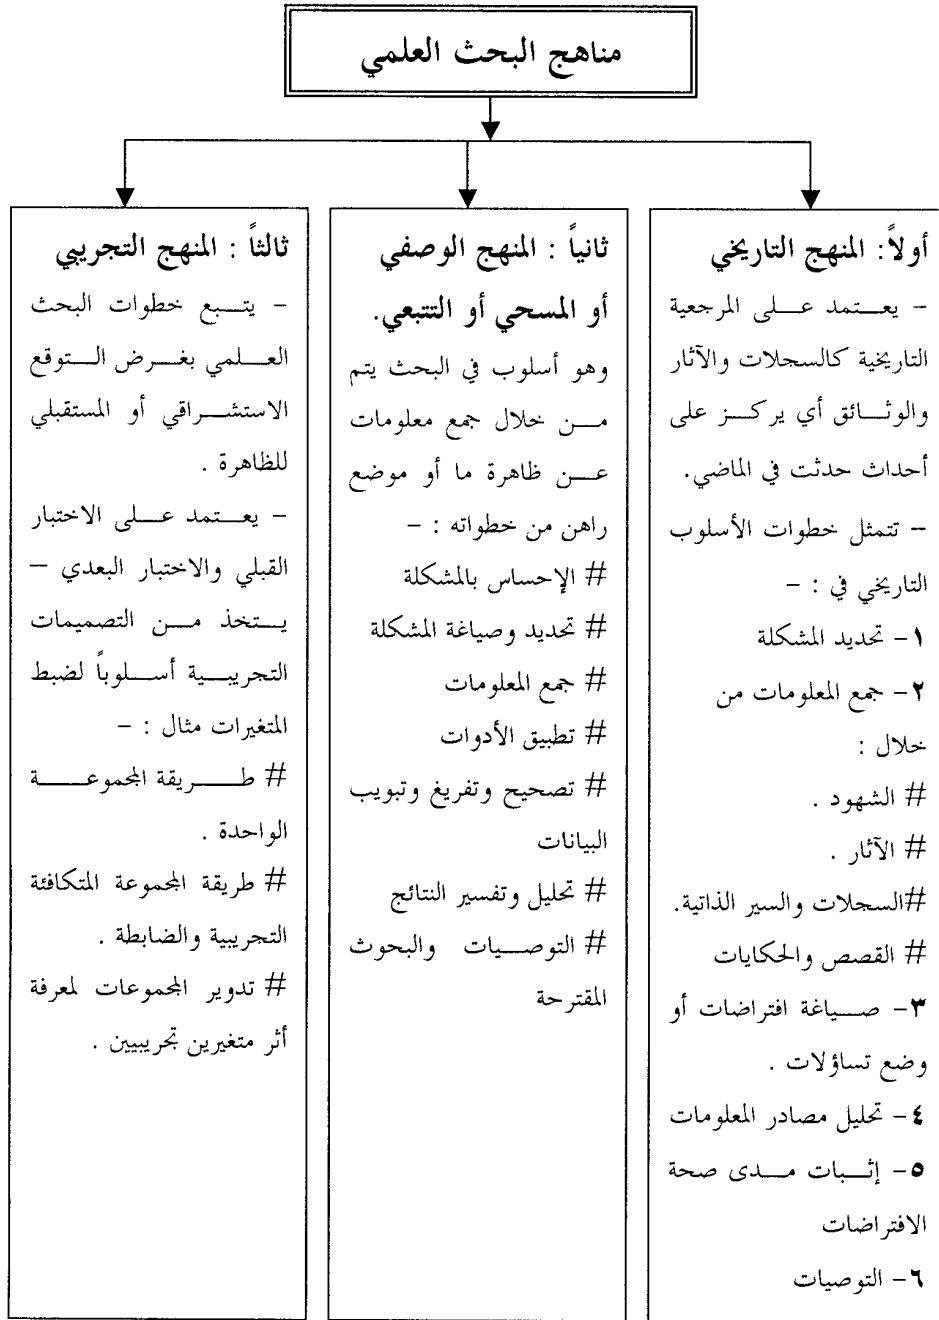 مناهج البحث العلمي
أولاً: المنهج التاريخي
- يعتمد على المرجعية
التاريخية كالسجلات والآثار
والوثائق أي يركز على
أحداث حدثت في الماضي.
- تتمثل خطوات الأسلوب
التاريخي في : -
١- تحديد المشكلة
٢- جمع المعلومات من
خلال :
# الشهود .
# الآثار .
#السجلات والسير الذاتية.
# القصص والحكايات
٣- صياغة افتراضات أو
وضع تساؤلات .
٤- تحليل مصادر المعلومات
٥- إثبات مدى صحة
الافتراضات
٦- التوصيات
ثانياً : المنهج الوصفي
أو المسحي أو التتبعي.
وهو أسلوب في البحث يتم
من خلال جمع معلومات
عن ظاهرة ما أو موضع
راهن من خطواته : -
# الإحساس بالمشكلة
# تحديد وصياغة المشكلة
# جمع المعلومات
# تطبيق الأدوات
# تصحيح وتفريغ وتبويب
البيانات
# تحليل وتفسير النتائج
# التوصيات والبحوث
المقترحة
ثالثاً : المنهج التجريبي
- يتبع خطوات البحث
العلمي بغرض التوقع
الاستشراقي أو المستقبلي
للظاهرة .
- يعتمد على الاختبار
القبلي والاختبار البعدي –
يتخذ من التصميمات
التجريبية أسلوباً لضبط
المتغيرات مثال : -
# طريقة المجموعة
الواحدة .
# طريقة المجموعة المتكافئة
التجريبية والضابطة .
# تدوير المجموعات لمعرفة
أثر متغيرين تجريبيين .